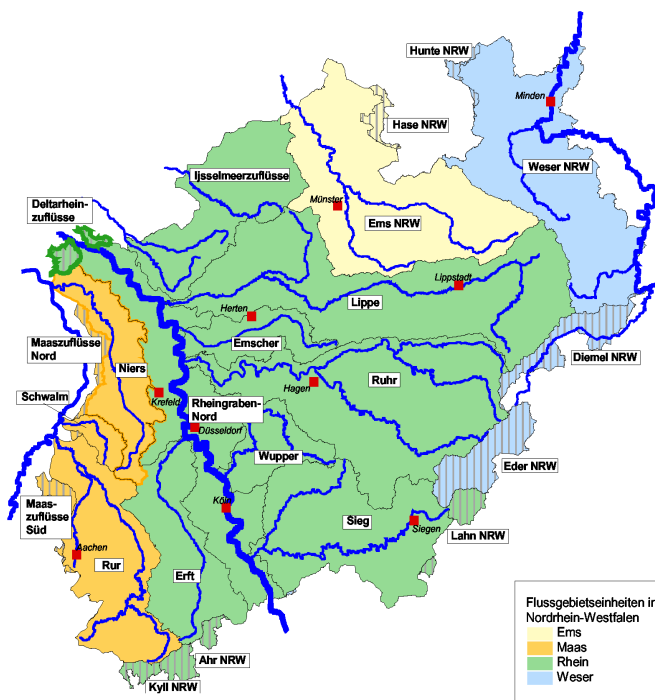 Hunte NRW
Minden
Hase NRW
Weser NRW
Ijsselmeerzuflüsse
Deltarhein-
zuflüsse
Münster
Ems NRW
Lippstadt
Lippe
Herten
Emscher
Maaszuflüsse
Nord
Diemel NRW
Niers
Ruhr
Hagen
Schwalm
Krefeld
Rheingraben-
Nord
Düsseldorf
Wupper
Eder NRW
Maas-
zuflüsse
Süd
Köln
Sieg
Siegen
Lahn NRW
Aachen
Rur
Erft
Ahr NRW
Kyll NRW
Flussgebietseinheiten in
Nordrhein-Westfalen
Ems
Maas
Rhein
Weser